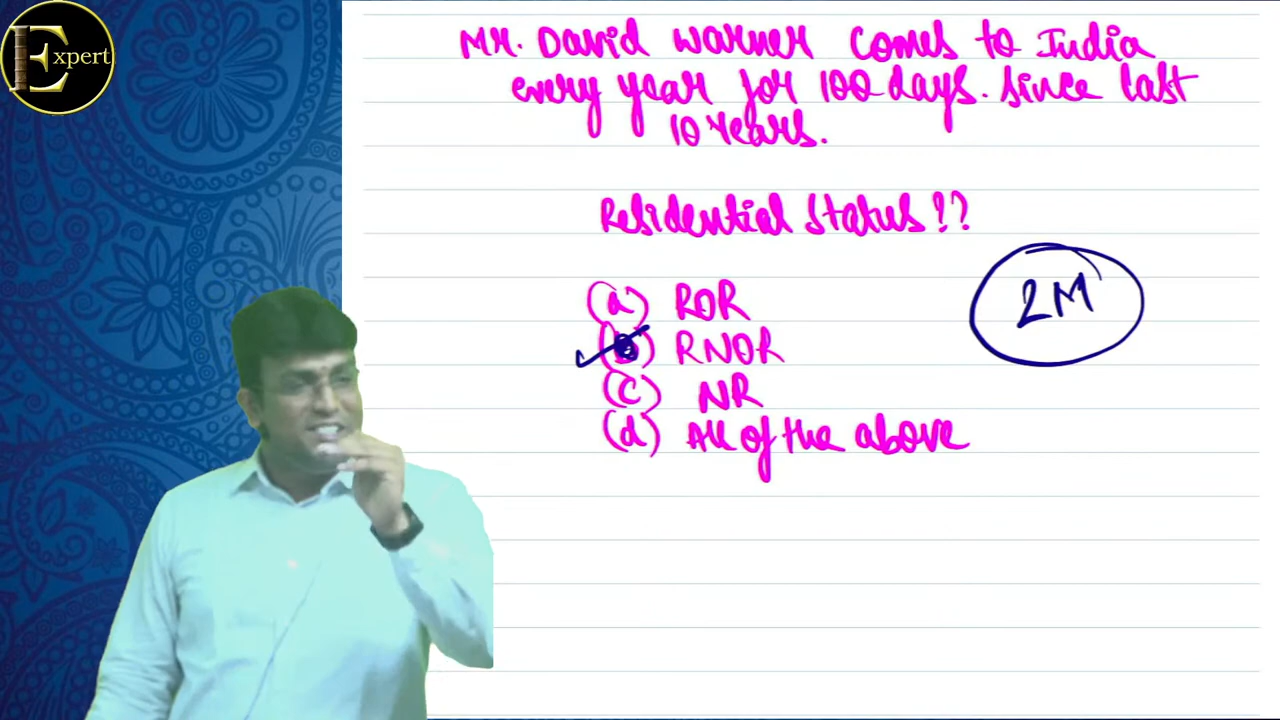 Expert
Mr. David Warner Comes to India
every year for 100 days. Since last
10 Years.
Residential Status!??
(a) ROR
(b) RNOR
(c) NR
(d) All of the above
2M